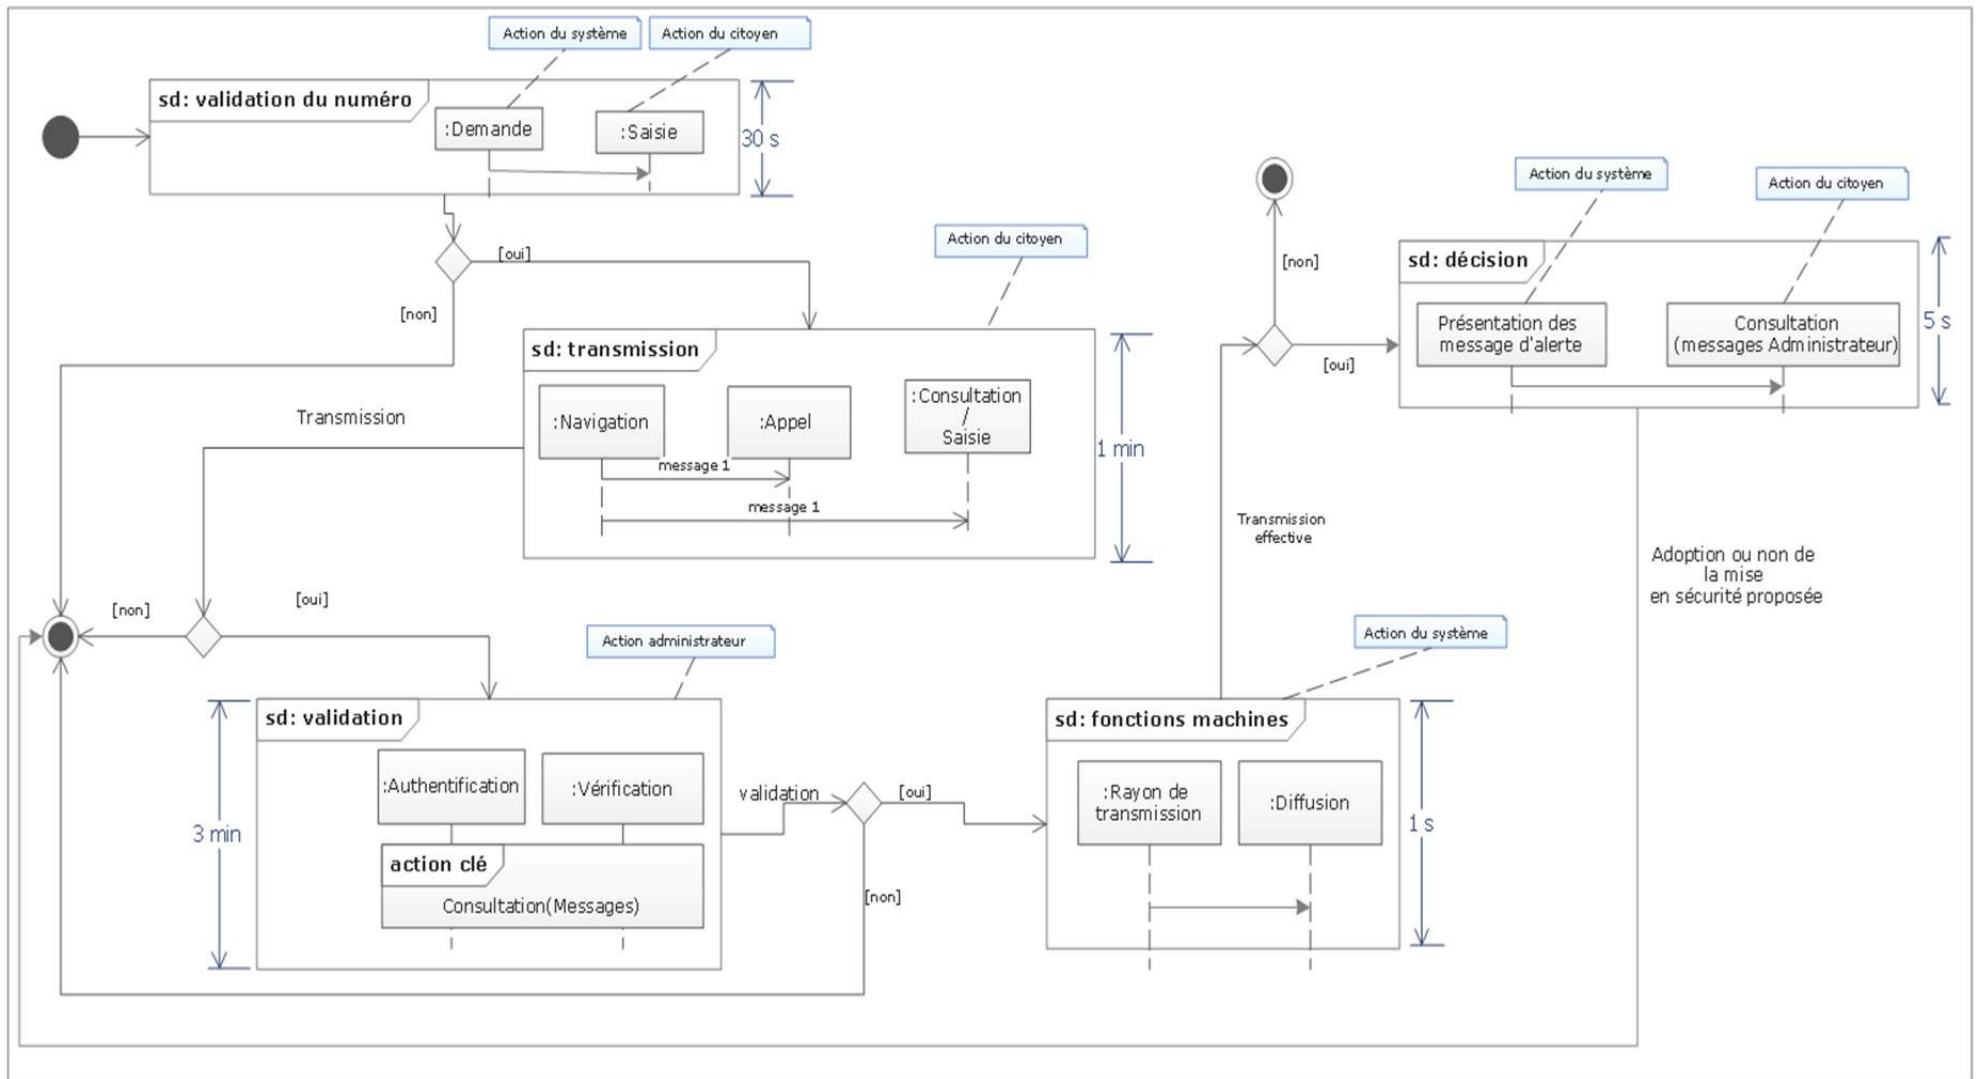 Action du système
Action du citoyen
sd: validation du numéro
:Demande
:Saisie
30 s
[oui]
[non]
Action du citoyen
sd: transmission
:Navigation
:Appel
:Consultation
/
Saisie
message 1
message 1
1 min
Transmission
[non]
[oui]
Action administrateur
sd: validation
:Authentification
:Vérification
action clé
Consultation(Messages)
3 min
validation
[oui]
[non]
Action du système
sd: fonctions machines
:Rayon de
transmission
:Diffusion
1 s
Transmission
effective
[non]
[oui]
Action du système
Action du citoyen
sd: décision
Présentation des
message d'alerte
Consultation
(messages Administrateur)
5 s
Adoption ou non de
la mise
en sécurité proposée